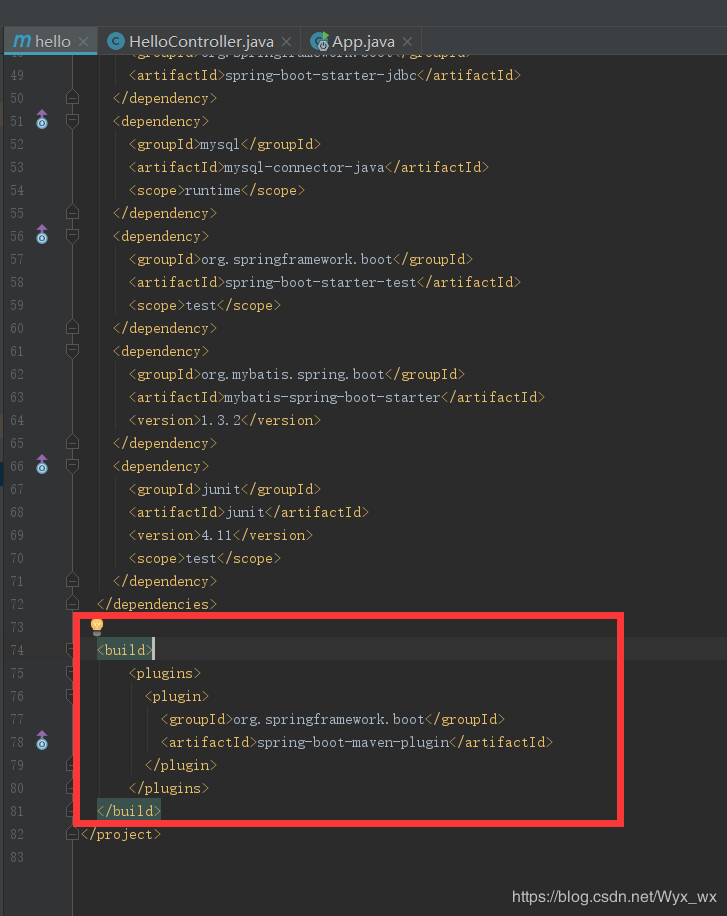 hello HelloController.java App.java
48 <groupId>org.springframework.boot</groupId>
49 <artifactId>spring-boot-starter-jdbc</artifactId>
50 </dependency>
51 <dependency>
52 <groupId>mysql</groupId>
53 <artifactId>mysql-connector-java</artifactId>
54 <scope>runtime</scope>
55 </dependency>
56 <dependency>
57 <groupId>org.springframework.boot</groupId>
58 <artifactId>spring-boot-starter-test</artifactId>
59 <scope>test</scope>
60 </dependency>
61 <dependency>
62 <groupId>org.mybatis.spring.boot</groupId>
63 <artifactId>mybatis-spring-boot-starter</artifactId>
64 <version>1.3.2</version>
65 </dependency>
66 <dependency>
67 <groupId>junit</groupId>
68 <artifactId>junit</artifactId>
69 <version>4.11</version>
70 <scope>test</scope>
71 </dependency>
72 </dependencies>
73
74 <build>
75 <plugins>
76 <plugin>
77 <groupId>org.springframework.boot</groupId>
78 <artifactId>spring-boot-maven-plugin</artifactId>
79 </plugin>
80 </plugins>
81 </build>
82 </project>
83
https://blog.csdn.net/Wyx_wx